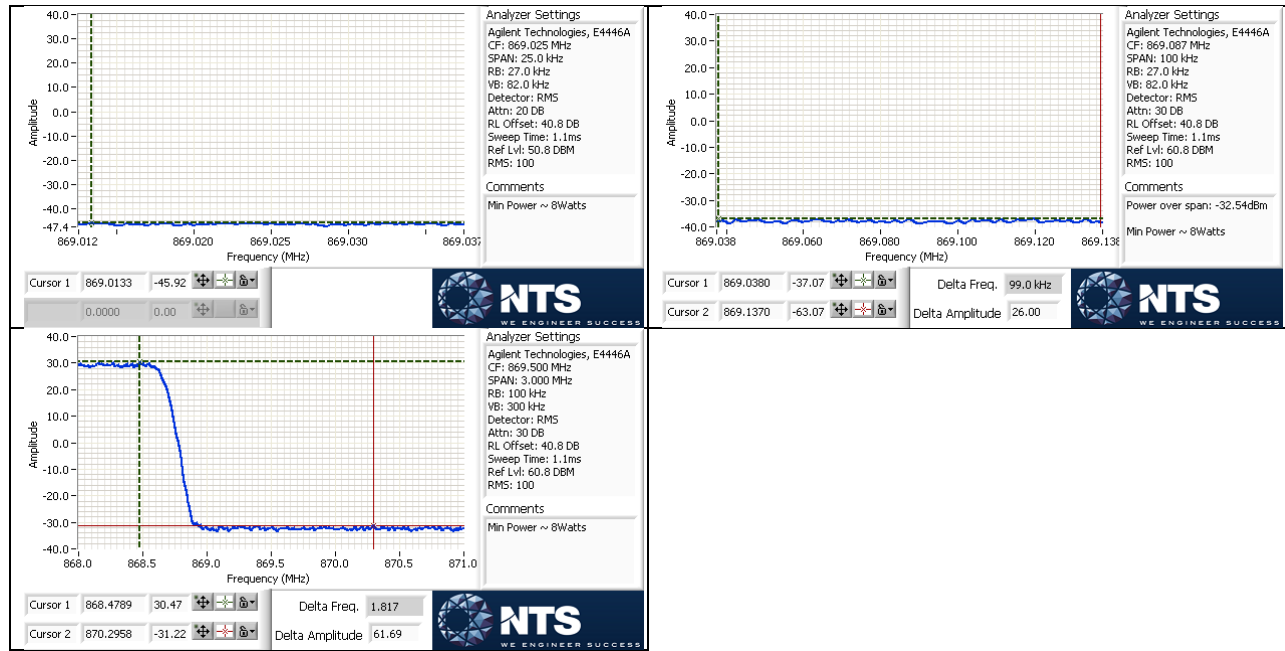 Analyzer Settings
Agilent Technologies, E4446A
CF: 869.025 MHz
SPAN: 25.0 kHz
RB: 27.0 kHz
VB: 82.0 kHz
Detector: RMS
Attn: 20 DB
RL Offset: 40.8 DB
Sweep Time: 1.1ms
Ref Lvl: 50.8 DBM
RMS: 100
Comments
Min Power ~ 8Watts
Amplitude
40.0
30.0
20.0
10.0
0.0
-10.0
-20.0
-30.0
-40.0
-47.4
869.012 869.020 869.025 869.030 869.037
Frequency (MHz)
Cursor 1 869.0133 -45.92
0.0000 0.00
NTS
WE ENGINEER SUCCESS
Analyzer Settings
Agilent Technologies, E4446A
CF: 869.087 MHz
SPAN: 100 kHz
RB: 27.0 kHz
VB: 82.0 kHz
Detector: RMS
Attn: 30 DB
RL Offset: 40.8 DB
Sweep Time: 1.1ms
Ref Lvl: 60.8 DBM
RMS: 100
Comments
Power over span: -32.54dBm
Min Power ~ 8Watts
Amplitude
40.0
30.0
20.0
10.0
0.0
-10.0
-20.0
-30.0
-40.0
869.038 869.060 869.080 869.100 869.120 869.138
Frequency (MHz)
Cursor 1 869.0380 -37.07
Cursor 2 869.1370 -63.07
Delta Freq. 99.0 kHz
Delta Amplitude 26.00
NTS
WE ENGINEER SUCCESS
Analyzer Settings
Agilent Technologies, E4446A
CF: 869.500 MHz
SPAN: 3.000 MHz
RB: 100 kHz
VB: 300 kHz
Detector: RMS
Attn: 30 DB
RL Offset: 40.8 DB
Sweep Time: 1.1ms
Ref Lvl: 60.8 DBM
RMS: 100
Comments
Min Power ~ 8Watts
Amplitude
40.0
30.0
20.0
10.0
0.0
-10.0
-20.0
-30.0
-40.0
868.0 868.5 869.0 869.5 870.0 870.5 871.0
Frequency (MHz)
Cursor 1 868.4789 30.47
Cursor 2 870.2958 -31.22
Delta Freq. 1.817
Delta Amplitude 61.69
NTS
WE ENGINEER SUCCESS